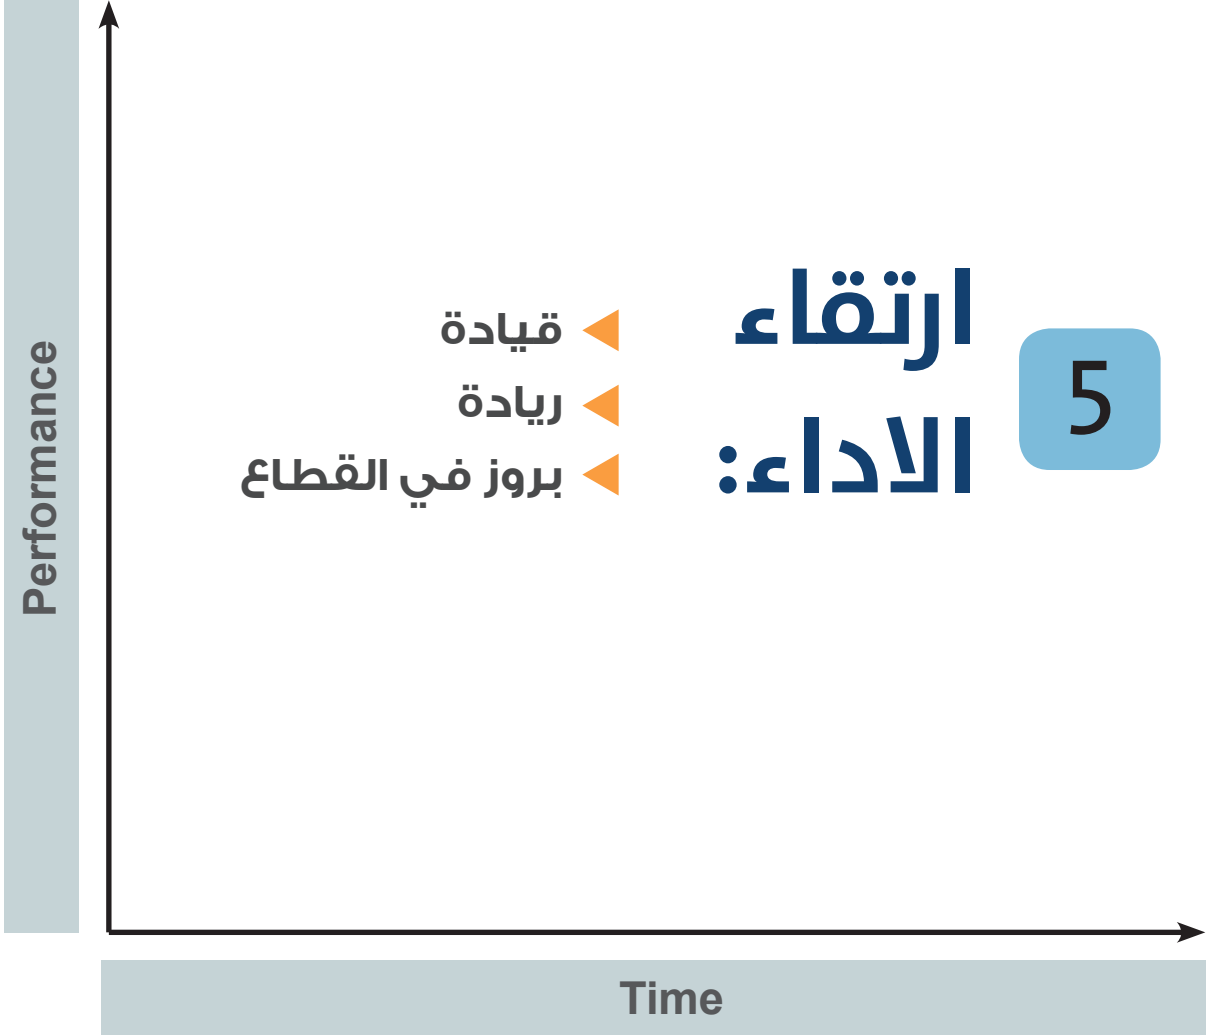 5
ارتقاء
الاداء:
قيادة
ريادة
بروز في القطاع
Performance
Time